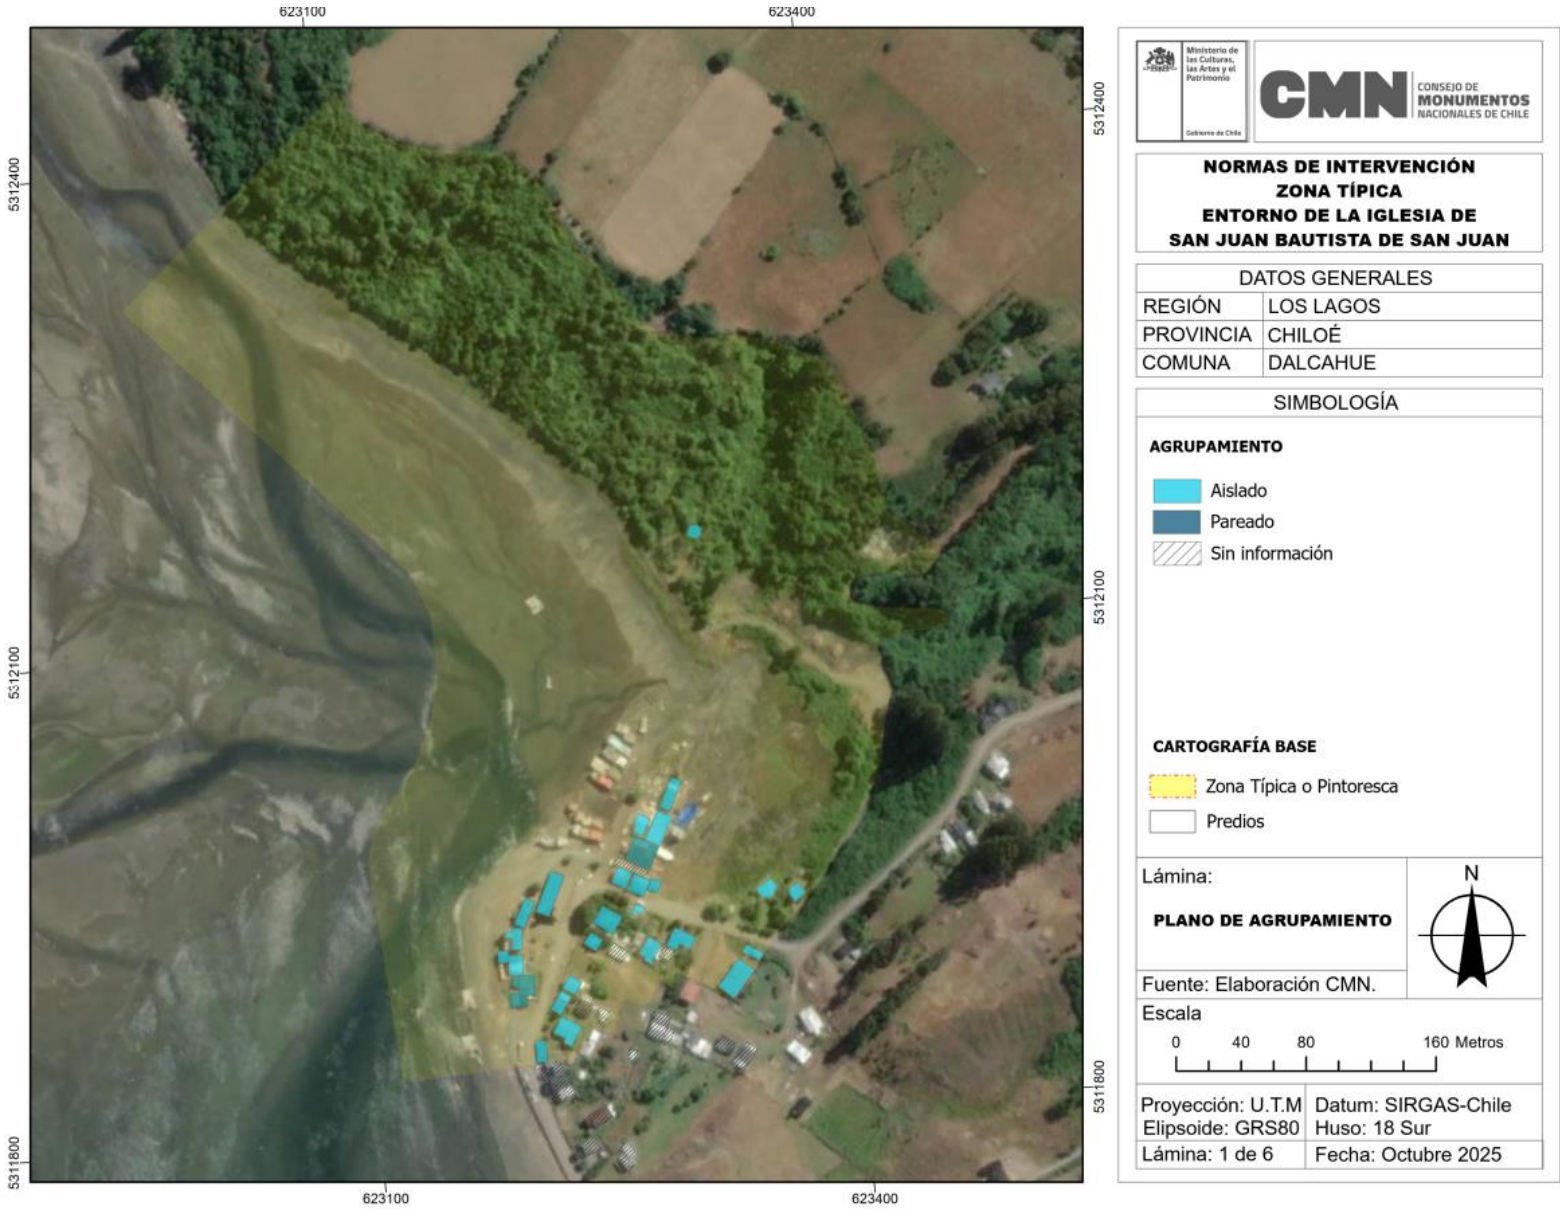 623100
623400
5312400
5312100
5311800
5312400
5312100
5311800
623100
623400
Ministerio de
las Culturas,
las Artes y el
Patrimonio
Gobierno de Chile
CMN
CONSEJO DE
MONUMENTOS
NACIONALES DE CHILE
NORMAS DE INTERVENCIÓN
ZONA TÍPICA
ENTORNO DE LA IGLESIA DE
SAN JUAN BAUTISTA DE SAN JUAN
DATOS GENERALES
REGIÓN LOS LAGOS
PROVINCIA CHILOÉ
COMUNA DALCAHUE
SIMBOLOGÍA
AGRUPAMIENTO
Aislado
Pareado
Sin información
CARTOGRAFÍA BASE
Zona Típica o Pintoresca
Predios
Lámina:
PLANO DE AGRUPAMIENTO
N
Fuente: Elaboración CMN.
Escala
0 40 80 160 Metros
Proyección: U.T.M
Elipsoide: GRS80
Datum: SIRGAS-Chile
Huso: 18 Sur
Lámina: 1 de 6
Fecha: Octubre 2025